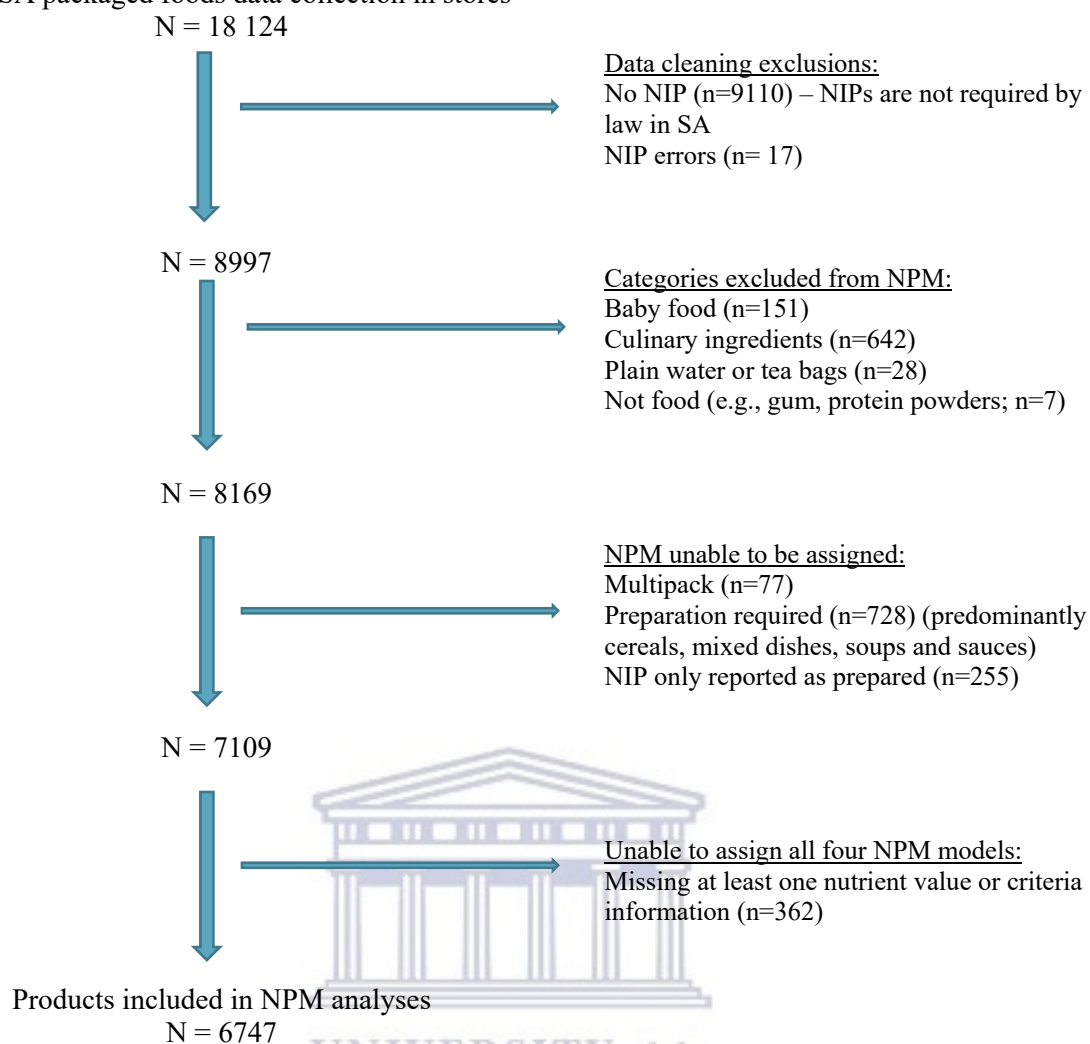 SA packaged foods data collection in stores
N = 18 124
Data cleaning exclusions:
No NIP (n=9110) – NIPs are not required by
law in SA
NIP errors (n= 17)
N = 8997
Categories excluded from NPM:
Baby food (n=151)
Culinary ingredients (n=642)
Plain water or tea bags (n=28)
Not food (e.g., gum, protein powders; n=7)
N = 8169
NPM unable to be assigned:
Multipack (n=77)
Preparation required (n=728) (predominantly
cereals, mixed dishes, soups and sauces)
NIP only reported as prepared (n=255)
N = 7109
Unable to assign all four NPM models:
Missing at least one nutrient value or criteria
information (n=362)
Products included in NPM analyses
N = 6747